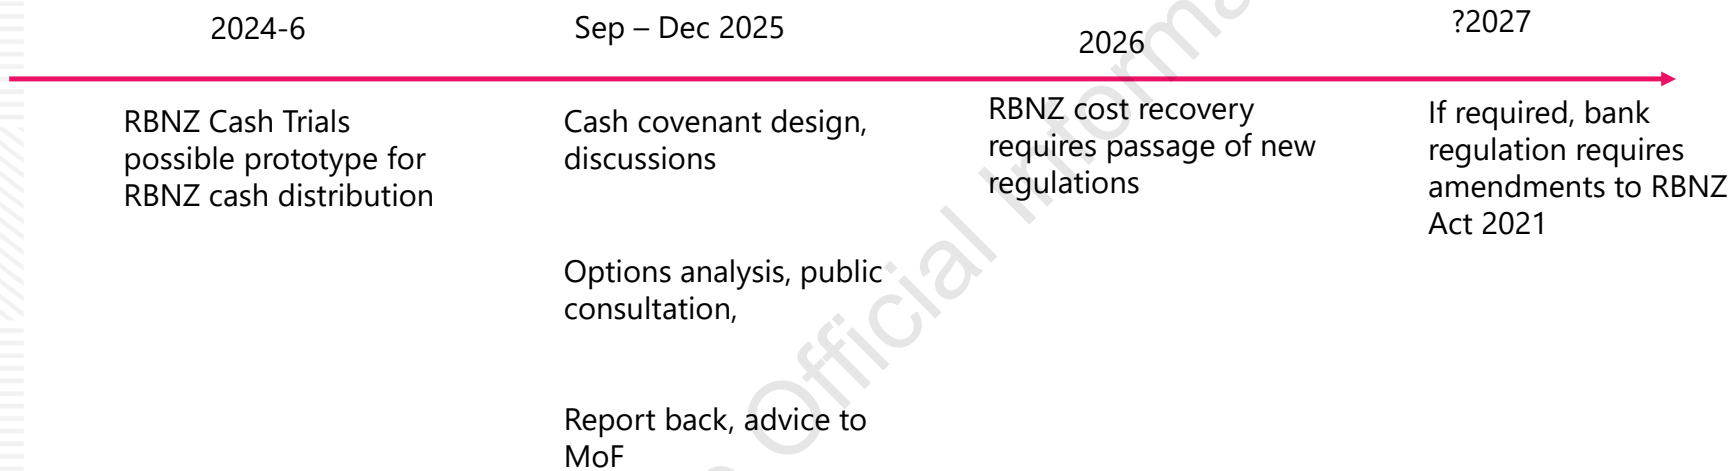 2024-6
Sep – Dec 2025
2026
?2027
RBNZ Cash Trials
possible prototype for
RBNZ cash distribution
Cash covenant design,
discussions
Options analysis, public
consultation,
Report back, advice to
MoF
RBNZ cost recovery
requires passage of new
regulations
If required, bank
regulation requires
amendments to RBNZ
Act 2021
Official